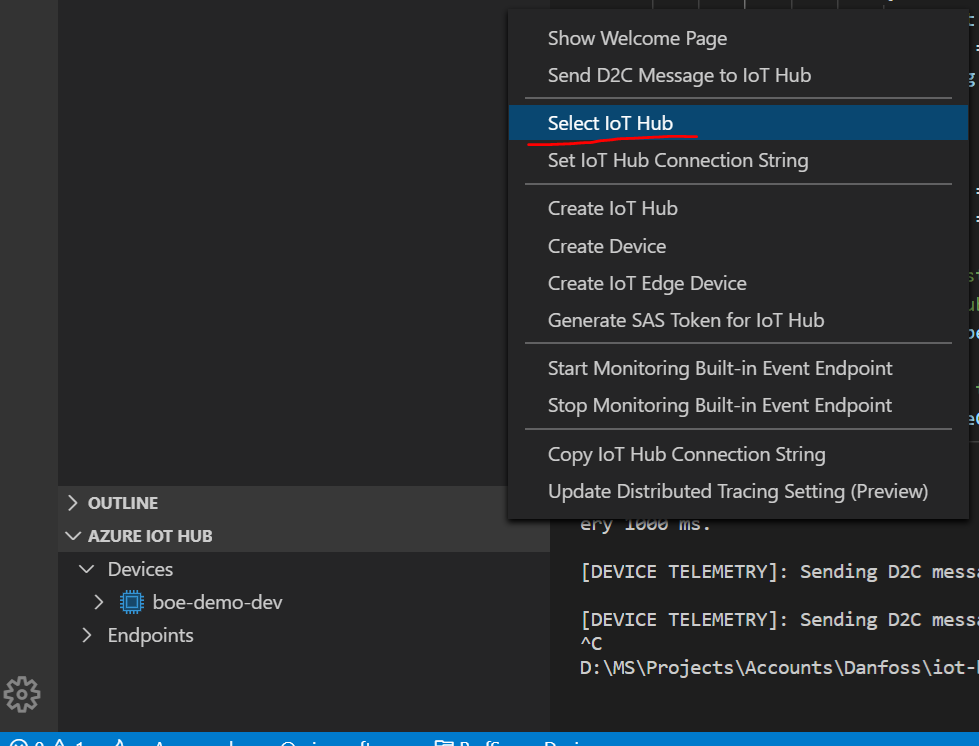 Show Welcome Page
Send D2C Message to IoT Hub
Select IoT Hub
Set IoT Hub Connection String
Create IoT Hub
Create Device
Create IoT Edge Device
Generate SAS Token for IoT Hub
Start Monitoring Built-in Event Endpoint
Stop Monitoring Built-in Event Endpoint
Copy IoT Hub Connection String
Update Distributed Tracing Setting (Preview)
OUTLINE
AZURE IOT HUB
Devices
boe-demo-dev
Endpoints
ery 1000 ms.
[DEVICE TELEMETRY]: Sending D2C messa
[DEVICE TELEMETRY]: Sending D2C messa
^C
D:\MS\Projects\Accounts\Danfoss\iot-